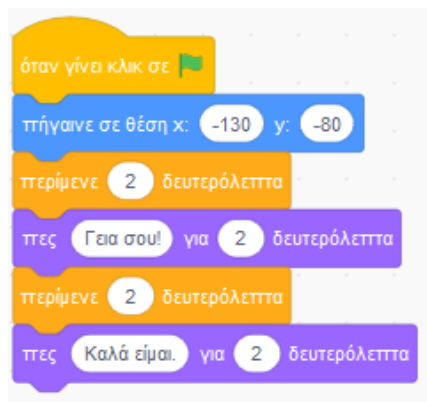 όταν γίνει κλικ σε
πήγαινε σε θέση x: -130 y: -80
περίμενε 2 δευτερόλεπτα
πες Γεια σου! για 2 δευτερόλεπτα
περίμενε 2 δευτερόλεπτα
πες Καλά είμαι. για 2 δευτερόλεπτα